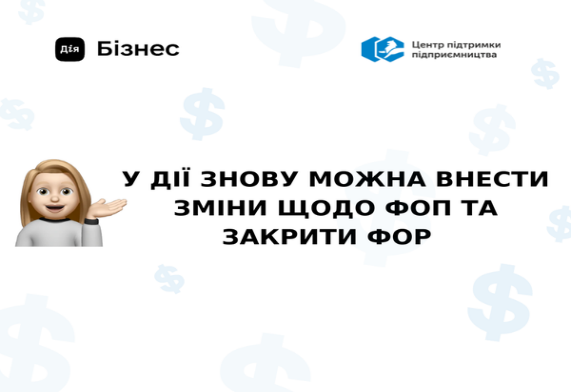 Дія Бізнес
Центр підтримки
підприємництва
У ДІЇ ЗНОВУ МОЖНА ВНЕСТИ
ЗМІНИ ЩОДО ФОП ТА
ЗАКРИТИ ФОР